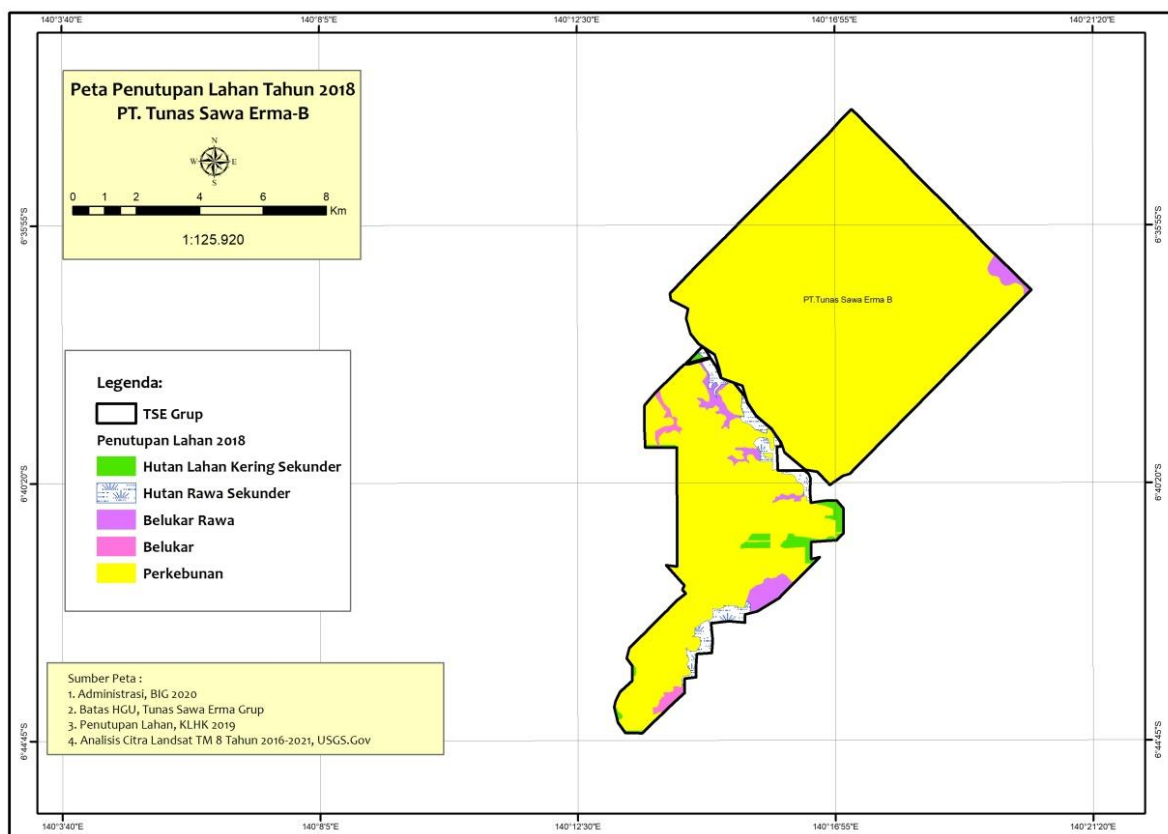 140°3'40"E 140°8'5"E 140°12'30"E 140°16'55"E 140°21'20"E
Peta Penutupan Lahan Tahun 2018
PT. Tunas Sawa Erma-B
N
W E
S
0 1 2 4 6 8
Km
1:125.920
6°35'55"S 6°35'55"S
PT.Tunas Sawa Erma B
Legenda:
TSE Grup
Penutupan Lahan 2018
Hutan Lahan Kering Sekunder
Hutan Rawa Sekunder
Belukar Rawa
Belukar
Perkebunan
6°40'20"S 6°40'20"S
Sumber Peta :
1. Administrasi, BIG 2020
2. Batas HGU, Tunas Sawa Erma Grup
3. Penutupan Lahan, KLHK 2019
4. Analisis Citra Landsat TM 8 Tahun 2016-2021, USGS.Gov
6°44'45"S 6°44'45"S
140°3'40"E 140°8'5"E 140°12'30"E 140°16'55"E 140°21'20"E